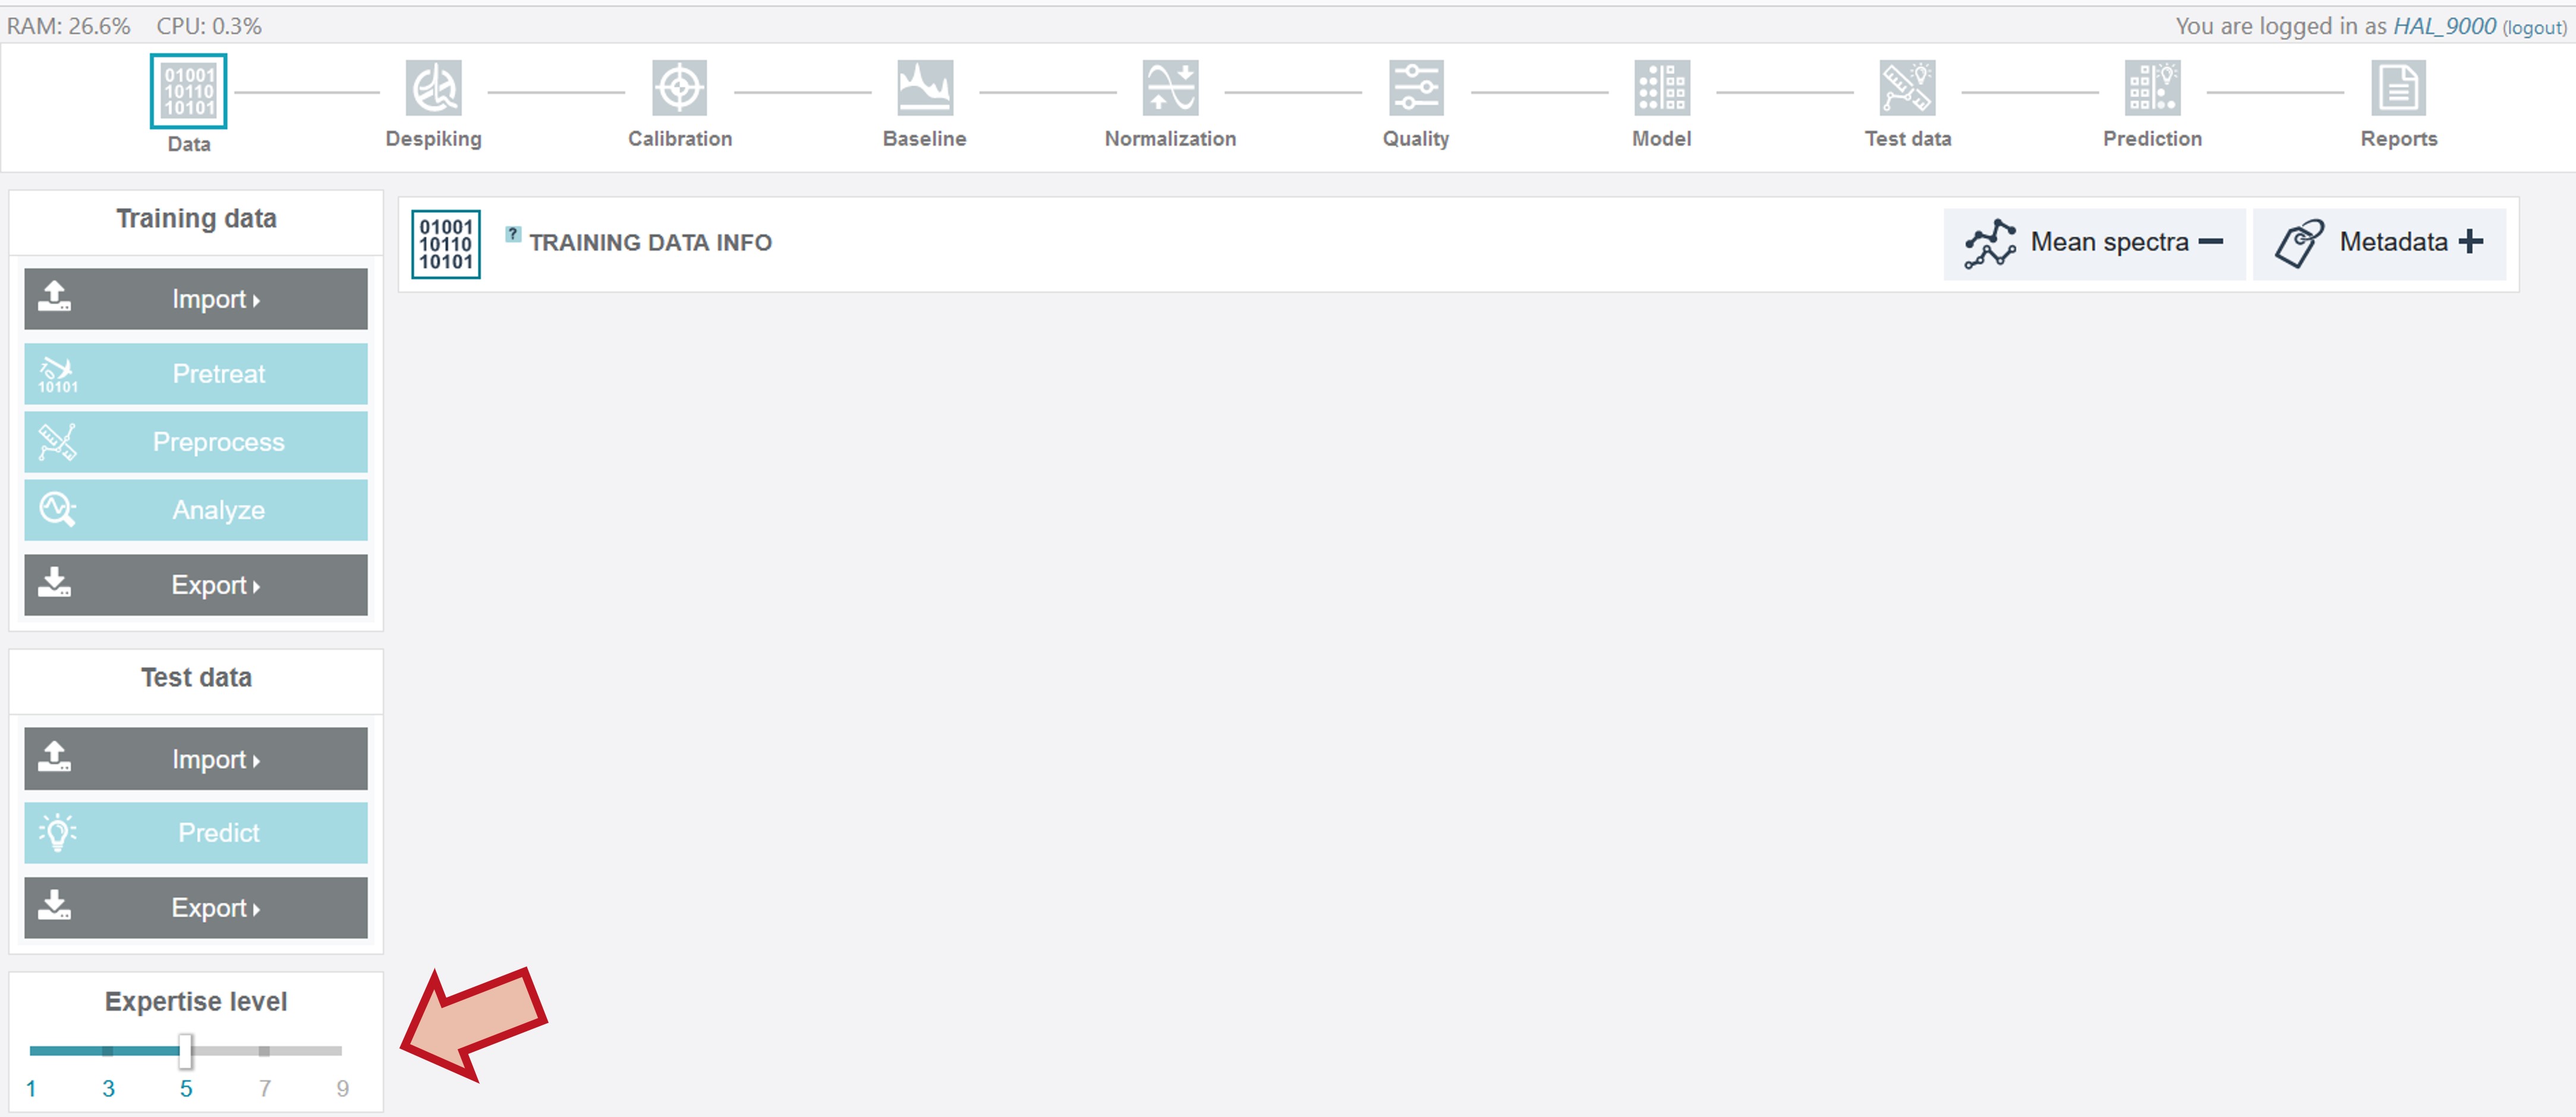 RAM: 26.6% CPU: 0.3% You are logged in as HAL_9000 (logout)
01001
10110
10101
Data Despiking Calibration Baseline Normalization Quality Model Test data Prediction Reports
Training data
Import
Pretreat
10101
Preprocess
Analyze
Export
01001
10110
10101
? TRAINING DATA INFO
Mean spectra
Metadata
Test data
Import
Predict
Export
Expertise level
1 3 5 7 9